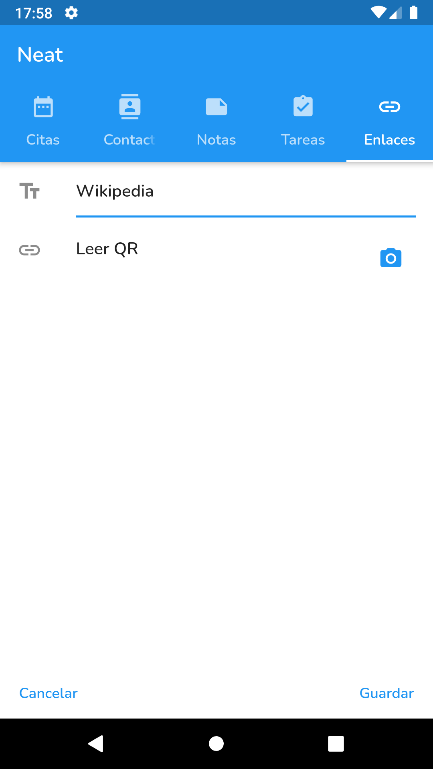 17:58
Neat
Citas
Contact
Notas
Tareas
Enlaces
Wikipedia
Leer QR
Cancelar
Guardar